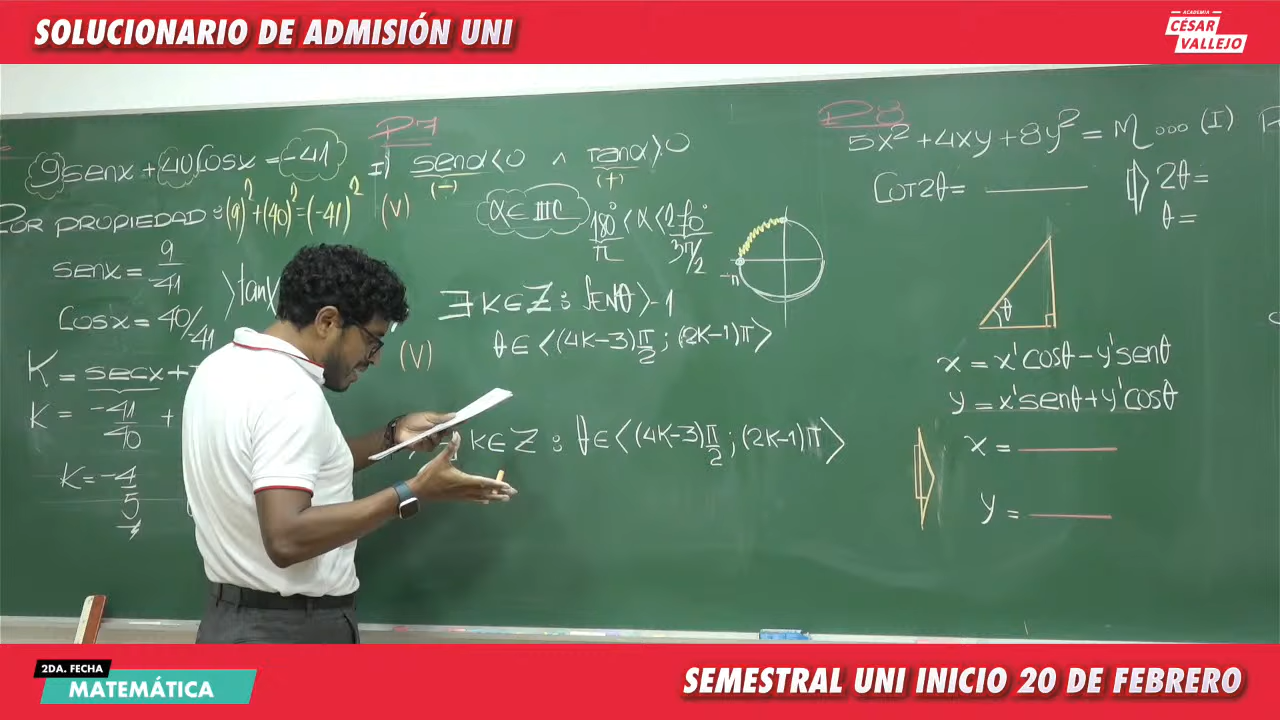 SOLUCIONARIO DE ADMISIÓN UNI
ACADEMIA
CÉSAR
VALLEJO
9senx + 40cosx = -41
POR PROPIEDAD: (9)² + (40)² = (-41)²
senx = 9/-41
Cosx = 40/-41
tanx
K = secx +
K = -41/40 +
K = -4/5
P7
I) senα<0 ∧ tanα>0
(-) (+)
(V)
α ∈ IIIC
180° < α < 270°
π 3π/2
-π
∃ K∈Z : SENθ > -1
θ ∈ <(4K-3)π/2 ; (2K-1)π>
(V)
K∈Z : θ ∈ <(4K-3)π/2 ; (2K-1)π>
P8
5x² + 4xy + 8y² = M ... (I)
COT2θ =
2θ =
θ =
θ
x = x'cosθ - y'senθ
y = x'senθ + y'cosθ
x =
y =
2DA. FECHA
MATEMÁTICA
SEMESTRAL UNI INICIO 20 DE FEBRERO